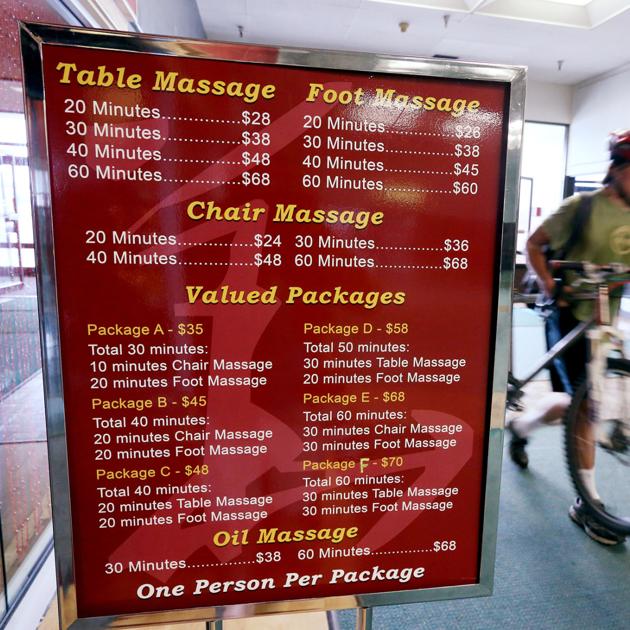 Table Massage
20 Minutes..............$28
30 Minutes..............$38
40 Minutes..............$48
60 Minutes..............$68
Foot Massage
20 Minutes............$26
30 Minutes............$38
40 Minutes............$45
60 Minutes............$60
Chair Massage
20 Minutes.............$24 30 Minutes...............$36
40 Minutes.............$48 60 Minutes...............$68
Valued Packages
Package A - $35
Total 30 minutes:
10 minutes Chair Massage
20 minutes Foot Massage
Package B - $45
Total 40 minutes:
20 minutes Chair Massage
20 minutes Foot Massage
Package C - $48
Total 40 minutes:
20 minutes Table Massage
20 minutes Foot Massage
Package D - $58
Total 50 minutes:
30 minutes Table Massage
20 minutes Foot Massage
Package E - $68
Total 60 minutes:
30 minutes Chair Massage
30 minutes Foot Massage
Package F - $70
Total 60 minutes:
30 minutes Table Massage
30 minutes Foot Massage
Oil Massage
30 Minutes..............$38 60 Minutes...............$68
One Person Per Package